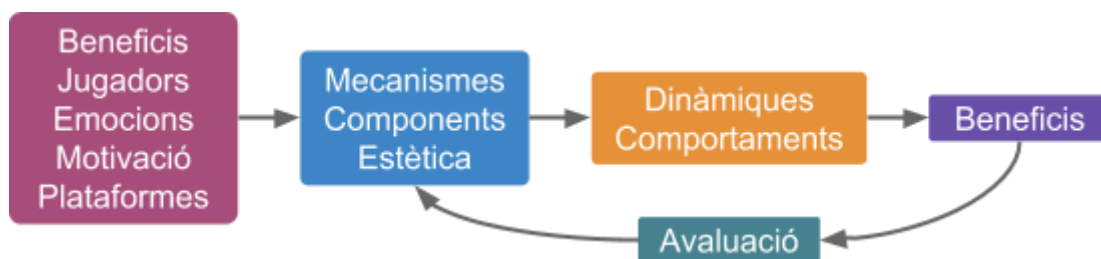 Beneficis
Jugadors
Emocions
Motivació
Plataformes
Mecanismes
Components
Estètica
Dinàmiques
Comportaments
Beneficis
Avaluació